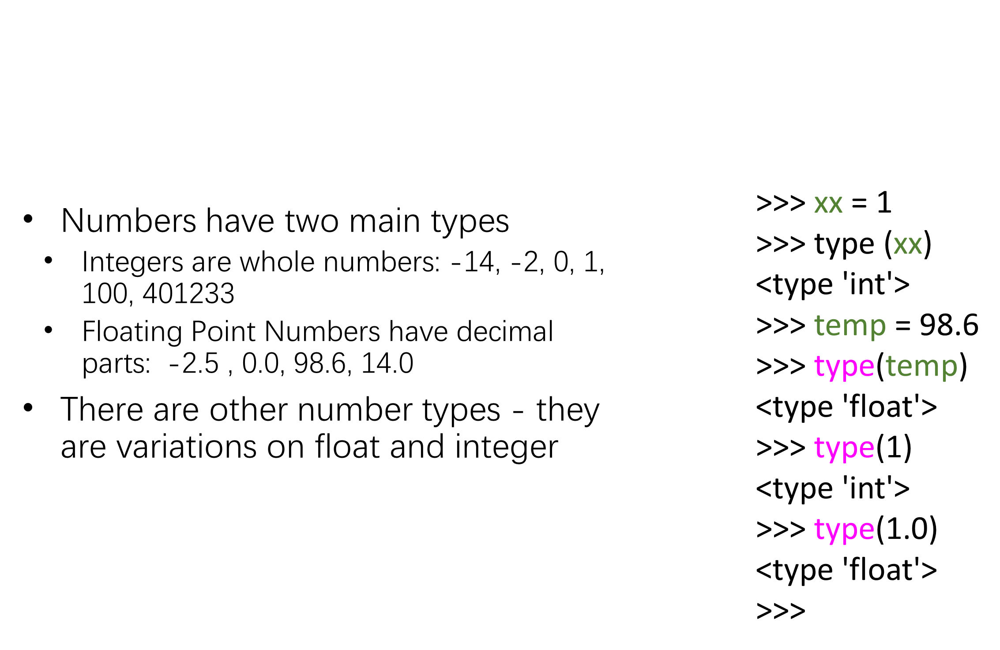 • Numbers have two main types
• Integers are whole numbers: -14, -2, 0, 1,
100, 401233
• Floating Point Numbers have decimal
parts:  -2.5 , 0.0, 98.6, 14.0
• There are other number types - they
are variations on float and integer
>>> xx = 1
>>> type (xx)
<type 'int'>
>>> temp = 98.6
>>> type(temp)
<type 'float'>
>>> type(1)
<type 'int'>
>>> type(1.0)
<type 'float'>
>>>